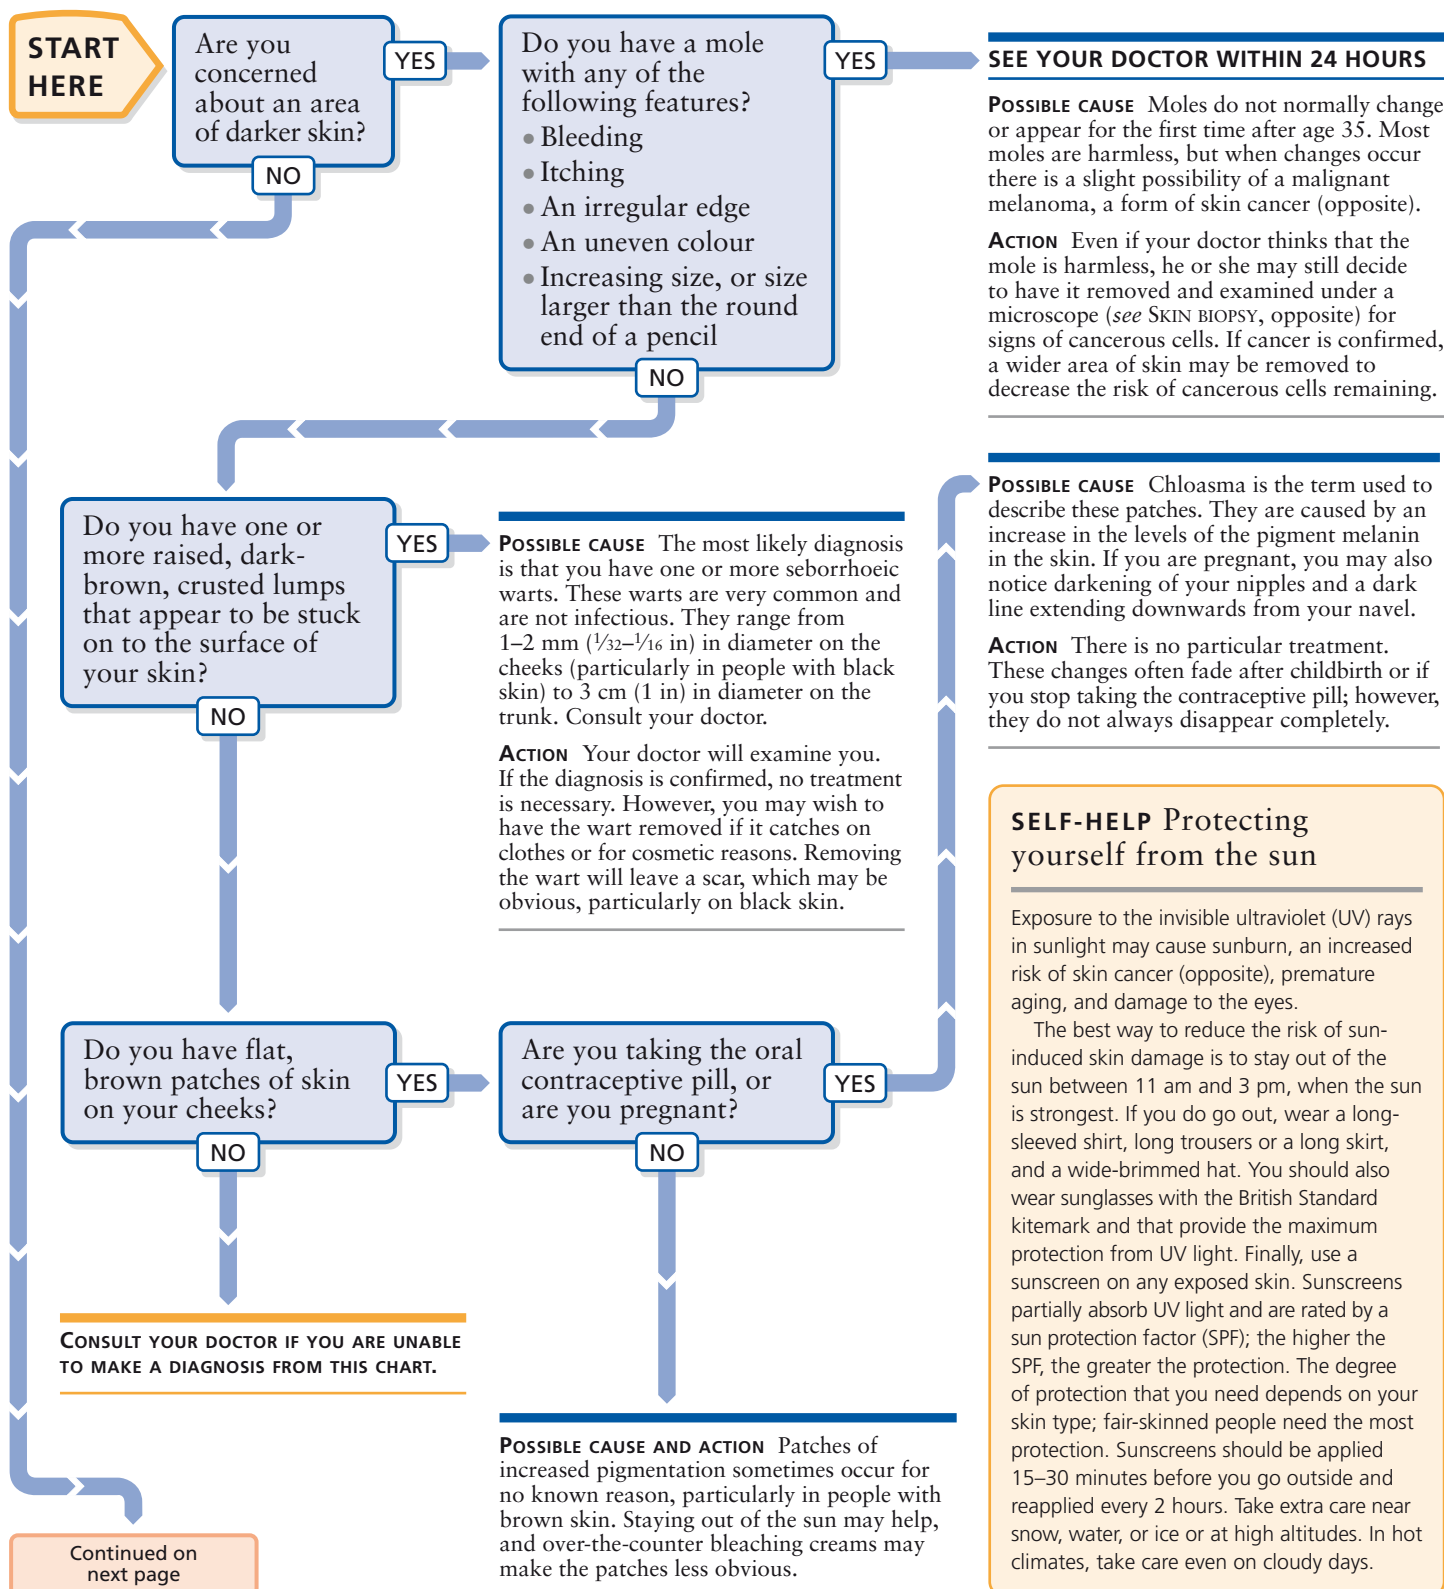 START
HERE
Are you
concerned
about an area
of darker skin?
YES
NO
Do you have a mole
with any of the
following features?
• Bleeding
• Itching
• An irregular edge
• An uneven colour
• Increasing size, or size
larger than the round
end of a pencil
YES
NO
SEE YOUR DOCTOR WITHIN 24 HOURS
POSSIBLE CAUSE Moles do not normally change
or appear for the first time after age 35. Most
moles are harmless, but when changes occur
there is a slight possibility of a malignant
melanoma, a form of skin cancer (opposite).
ACTION Even if your doctor thinks that the
mole is harmless, he or she may still decide
to have it removed and examined under a
microscope (see SKIN BIOPSY, opposite) for
signs of cancerous cells. If cancer is confirmed,
a wider area of skin may be removed to
decrease the risk of cancerous cells remaining.
Do you have one or
more raised, dark-
brown, crusted lumps
that appear to be stuck
on to the surface of
your skin?
YES
NO
POSSIBLE CAUSE The most likely diagnosis
is that you have one or more seborrhoeic
warts. These warts are very common and
are not infectious. They range from
1–2 mm (1⁄32–1⁄16 in) in diameter on the
cheeks (particularly in people with black
skin) to 3 cm (1 in) in diameter on the
trunk. Consult your doctor.
ACTION Your doctor will examine you.
If the diagnosis is confirmed, no treatment
is necessary. However, you may wish to
have the wart removed if it catches on
clothes or for cosmetic reasons. Removing
the wart will leave a scar, which may be
obvious, particularly on black skin.
POSSIBLE CAUSE Chloasma is the term used to
describe these patches. They are caused by an
increase in the levels of the pigment melanin
in the skin. If you are pregnant, you may also
notice darkening of your nipples and a dark
line extending downwards from your navel.
ACTION There is no particular treatment.
These changes often fade after childbirth or if
you stop taking the contraceptive pill; however,
they do not always disappear completely.
Do you have flat,
brown patches of skin
on your cheeks?
YES
NO
Are you taking the oral
contraceptive pill, or
are you pregnant?
YES
NO
CONSULT YOUR DOCTOR IF YOU ARE UNABLE
TO MAKE A DIAGNOSIS FROM THIS CHART.
POSSIBLE CAUSE AND ACTION Patches of
increased pigmentation sometimes occur for
no known reason, particularly in people with
brown skin. Staying out of the sun may help,
and over-the-counter bleaching creams may
make the patches less obvious.
SELF-HELP Protecting
yourself from the sun
Exposure to the invisible ultraviolet (UV) rays
in sunlight may cause sunburn, an increased
risk of skin cancer (opposite), premature
aging, and damage to the eyes.
The best way to reduce the risk of sun-
induced skin damage is to stay out of the
sun between 11 am and 3 pm, when the sun
is strongest. If you do go out, wear a long-
sleeved shirt, long trousers or a long skirt,
and a wide-brimmed hat. You should also
wear sunglasses with the British Standard
kitemark and that provide the maximum
protection from UV light. Finally, use a
sunscreen on any exposed skin. Sunscreens
partially absorb UV light and are rated by a
sun protection factor (SPF); the higher the
SPF, the greater the protection. The degree
of protection that you need depends on your
skin type; fair-skinned people need the most
protection. Sunscreens should be applied
15–30 minutes before you go outside and
reapplied every 2 hours. Take extra care near
snow, water, or ice or at high altitudes. In hot
climates, take care even on cloudy days.
Continued on
next page